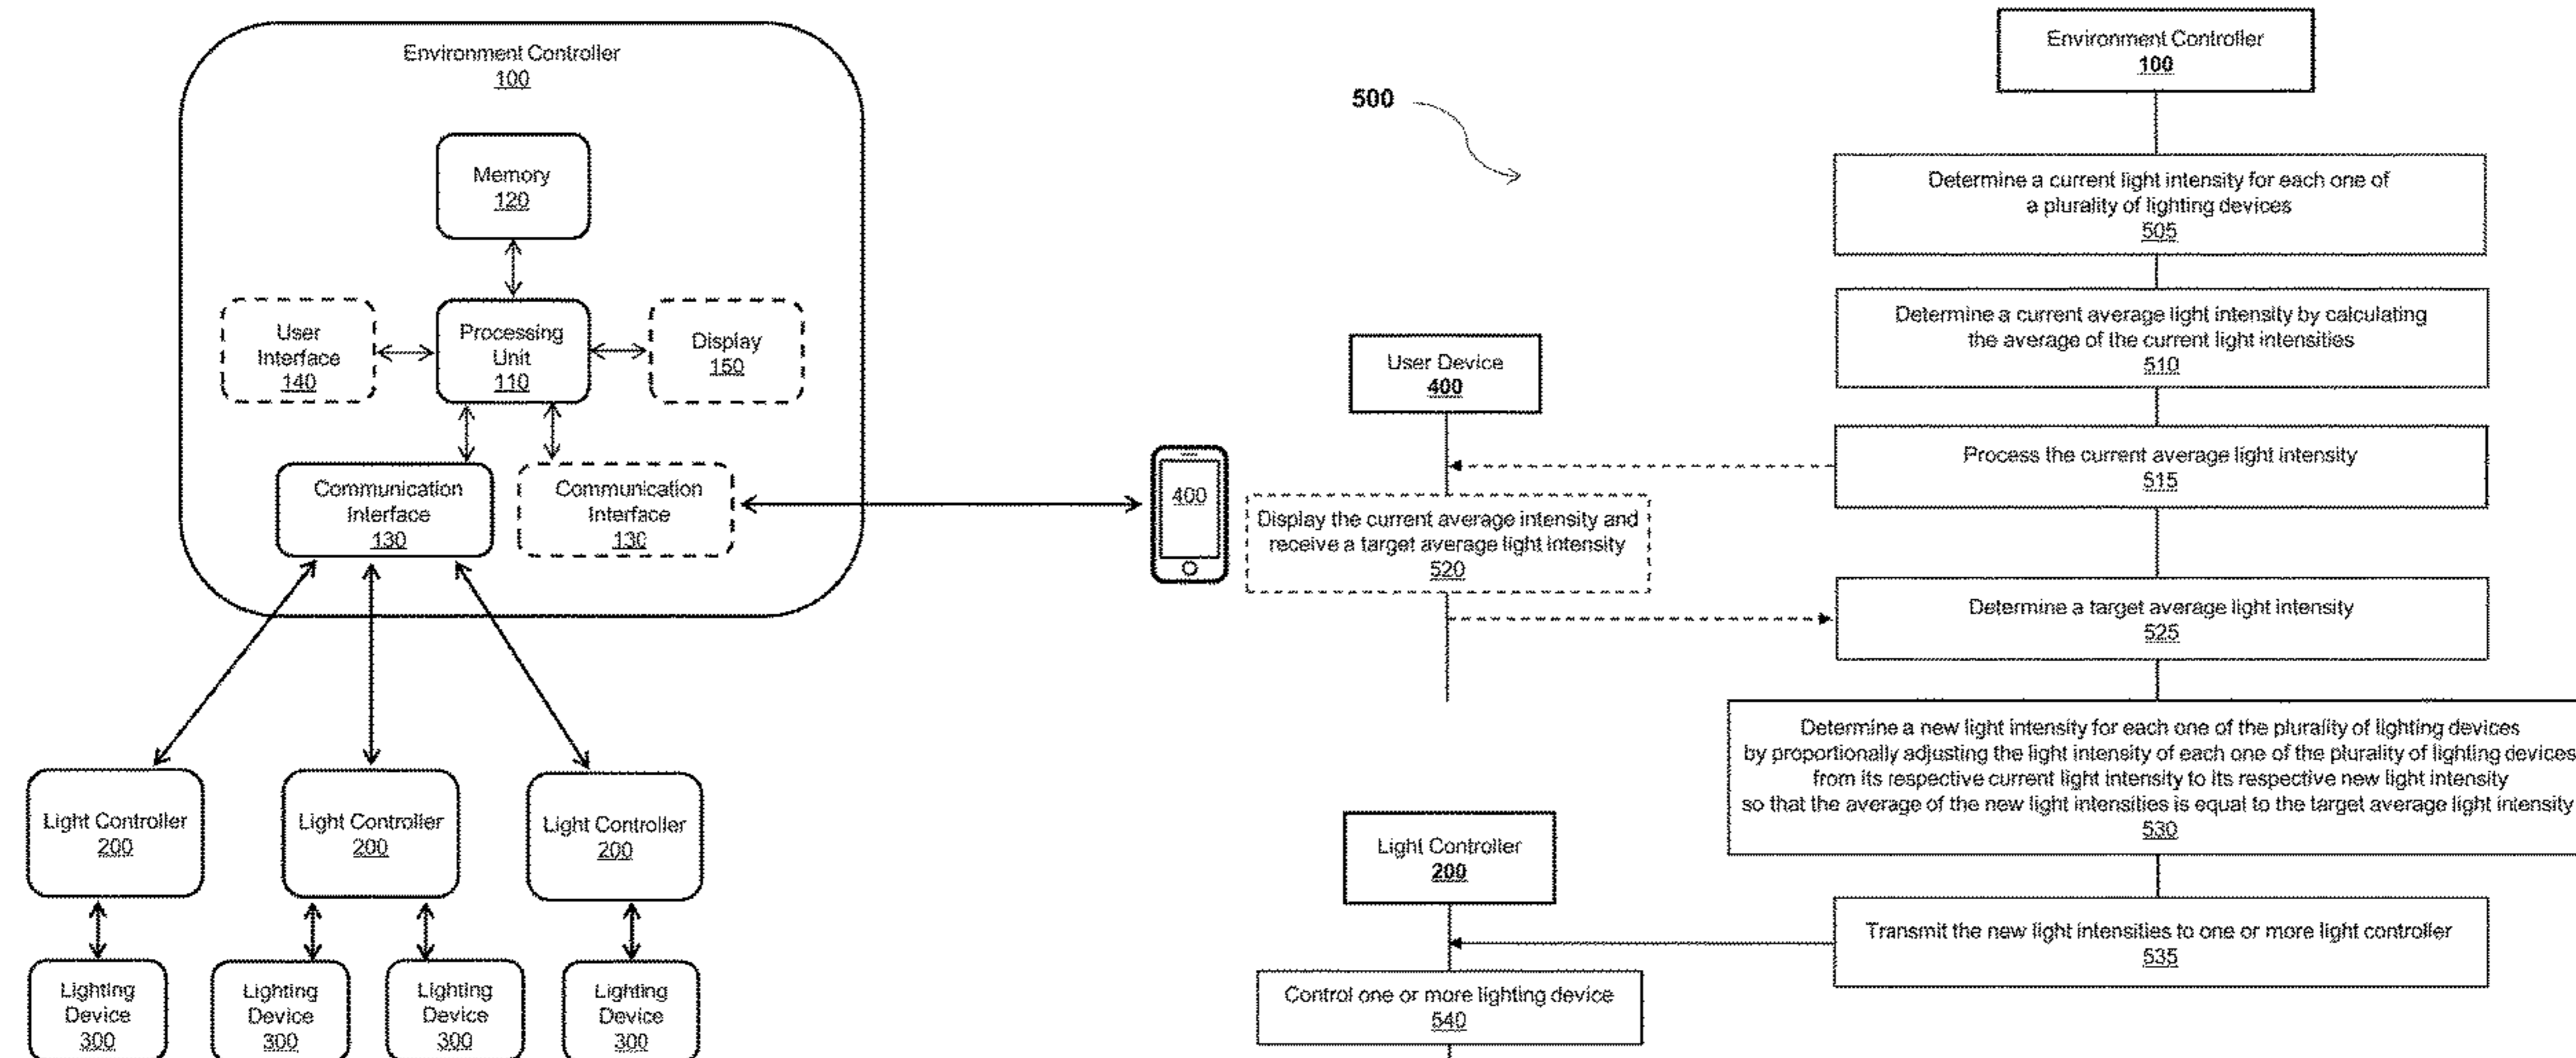 Environment Controller
100
Memory
120
User
Interface
140
Processing
Unit
110
Display
150
Communication
Interface
130
Communication
Interface
130
400
Light Controller
200
Light Controller
200
Light Controller
200
Lighting
Device
300
Lighting
Device
300
Lighting
Device
300
Lighting
Device
300
500
Environment Controller
100
Determine a current light intensity for each one of
a plurality of lighting devices
505
Determine a current average light intensity by calculating
the average of the current light intensities
510
User Device
400
Process the current average light intensity
515
Display the current average intensity and
receive a target average light intensity
520
Determine a target average light intensity
525
Determine a new light intensity for each one of the plurality of lighting devices
by proportionally adjusting the light intensity of each one of the plurality of lighting devices
from its respective current light intensity to its respective new light intensity
so that the average of the new light intensities is equal to the target average light intensity
530
Light Controller
200
Transmit the new light intensities to one or more light controller
535
Control one or more lighting device
540